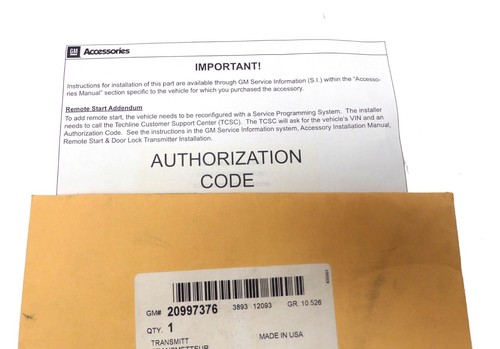 GM Accessories
IMPORTANT!
Instructions for installation of this part are available through GM Service Information (S.I.) within the "Accesso-
ries Manual" section specific to the vehicle for which you purchased the accessory.
Remote Start Addendum
To add remote start, the vehicle needs to be reconfigured with a Service Programming System. The installer
needs to call the Techline Customer Support Center (TCSC). The TCSC will ask for the vehicle's VIN and an
Authorization Code. See the instructions in the GM Service Information system, Accessory Installation Manual,
Remote Start & Door Lock Transmitter Installation.
AUTHORIZATION
CODE
GM# 20997376 3893 12093 GR. 10.526
QTY. 1
TRANSMITT MADE IN USA